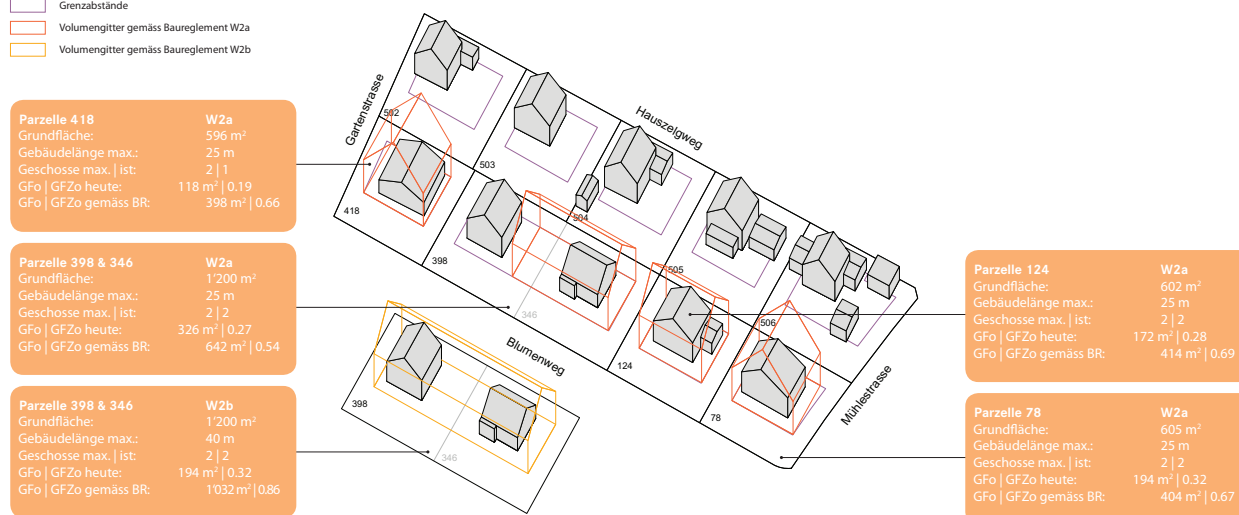 Grenzabstände
Volumengitter gemäss Baureglement W2a
Volumengitter gemäss Baureglement W2b
Parzelle 418 W2a
Grundfläche: 596 m²
Gebäudelänge max.: 25 m
Geschosse max. | ist: 2 | 1
GFo | GFZo heute: 118 m² | 0.19
GFo | GFZo gemäss BR: 398 m² | 0.66
Parzelle 398 & 346 W2a
Grundfläche: 1'200 m²
Gebäudelänge max.: 25 m
Geschosse max. | ist: 2 | 2
GFo | GFZo heute: 326 m² | 0.27
GFo | GFZo gemäss BR: 642 m² | 0.54
Parzelle 398 & 346 W2b
Grundfläche: 1'200 m²
Gebäudelänge max.: 40 m
Geschosse max. | ist: 2 | 2
GFo | GFZo heute: 194 m² | 0.32
GFo | GFZo gemäss BR: 1'032 m² | 0.86
Gartenstrasse
Hauszelgweg
Blumenweg
Mühlestrasse
502
503
504
505
506
418
398
346
124
78
398
346
Parzelle 124 W2a
Grundfläche: 602 m²
Gebäudelänge max.: 25 m
Geschosse max. | ist: 2 | 2
GFo | GFZo heute: 172 m² | 0.28
GFo | GFZo gemäss BR: 414 m² | 0.69
Parzelle 78 W2a
Grundfläche: 605 m²
Gebäudelänge max.: 25 m
Geschosse max. | ist: 2 | 2
GFo | GFZo heute: 194 m² | 0.32
GFo | GFZo gemäss BR: 404 m² | 0.67